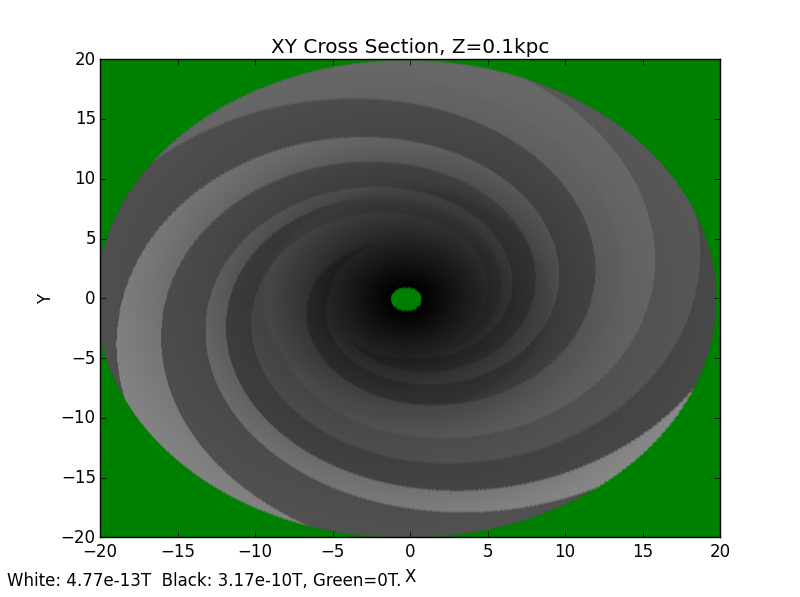 XY Cross Section, Z=0.1kpc
20
15
10
5
0
−5
−10
−15
−20
Y
−20 −15 −10 −5 0 5 10 15 20
X
White: 4.77e-13T Black: 3.17e-10T, Green=0T.